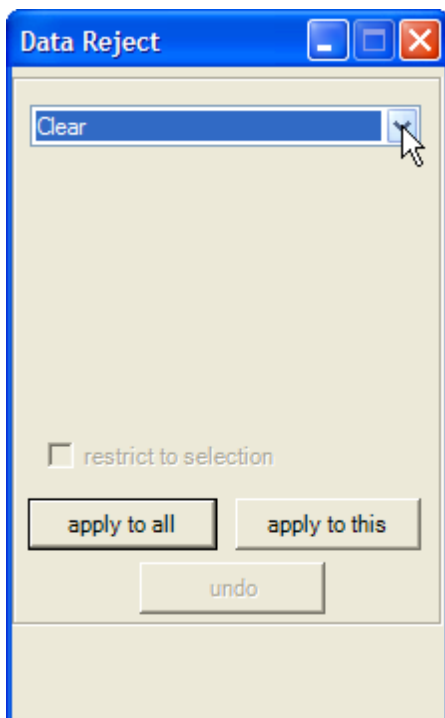 Data Reject
Clear
restrict to selection
apply to all apply to this
undo